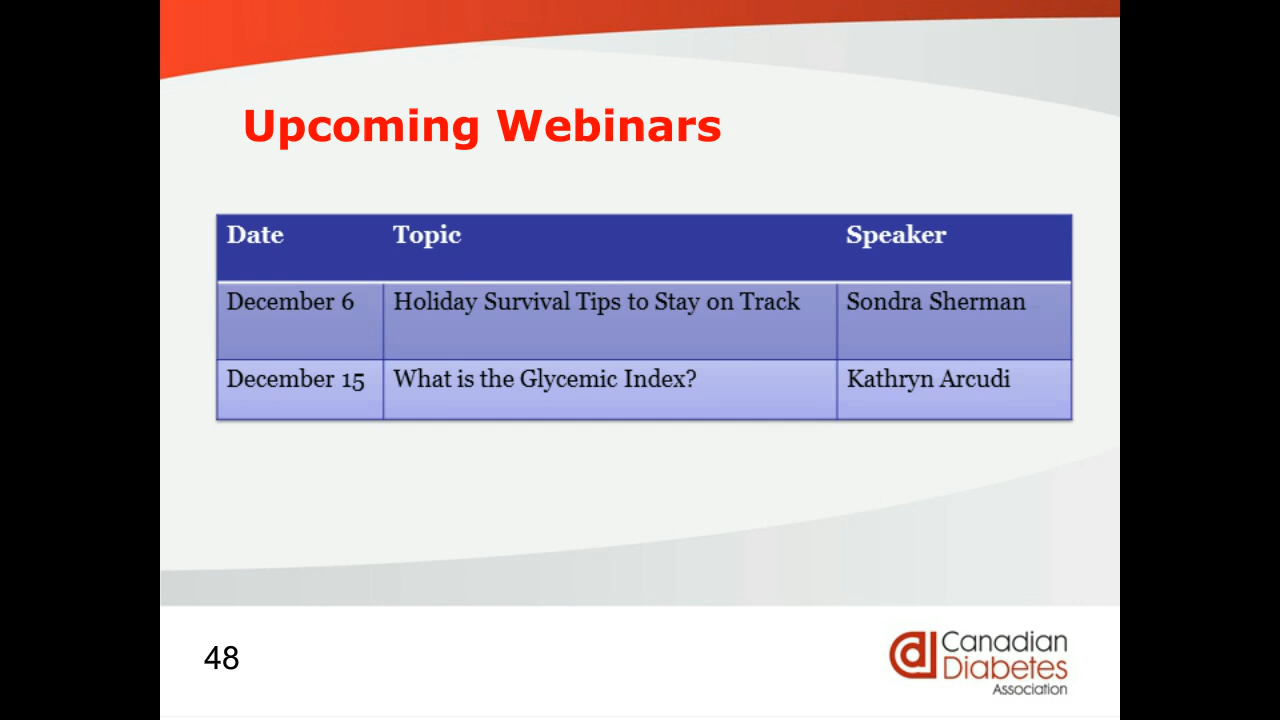 Upcoming Webinars
Date Topic Speaker
December 6 Holiday Survival Tips to Stay on Track Sondra Sherman
December 15 What is the Glycemic Index? Kathryn Arcudi
48
Canadian
Diabetes
Association